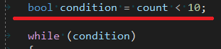 bool condition = count < 10;
while (condition)
{